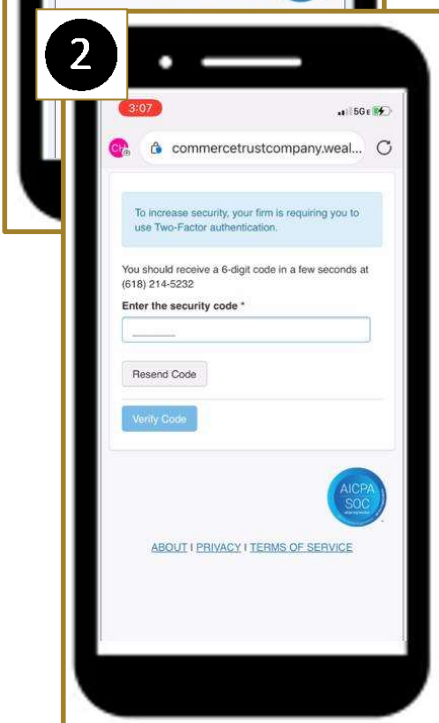 2
3:07
5GE
CH
commercetrustcompany.weal...
To increase security, your firm is requiring you to
use Two-Factor authentication.
You should receive a 6-digit code in a few seconds at
(618) 214-5232
Enter the security code *
Resend Code
Verify Code
AICPA
SOC
ABOUT | PRIVACY | TERMS OF SERVICE